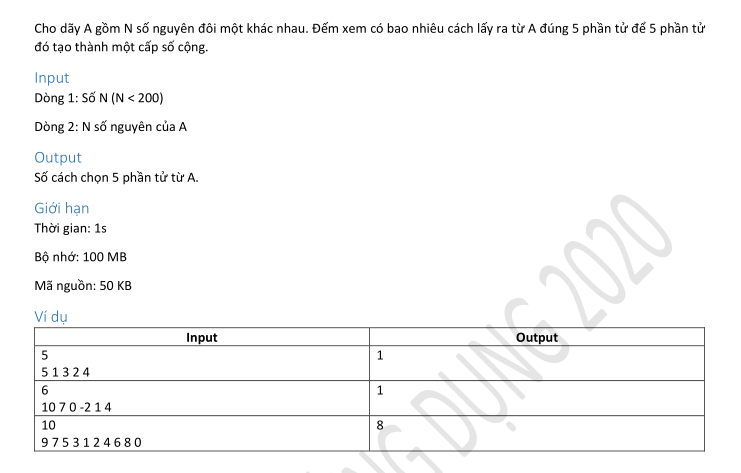 Cho dãy A gồm N số nguyên đôi một khác nhau. Đếm xem có bao nhiêu cách lấy ra từ A đúng 5 phần tử để 5 phần tử
đó tạo thành một cấp số cộng.
Input
Dòng 1: Số N (N < 200)
Dòng 2: N số nguyên của A
Output
Số cách chọn 5 phần tử từ A.
Giới hạn
Thời gian: 1s
Bộ nhớ: 100 MB
Mã nguồn: 50 KB
Ví dụ
Input Output
5 1
5 1 3 2 4
6 1
10 7 0 -2 1 4
10 8
9 7 5 3 1 2 4 6 8 0
NG DỤNG 2020